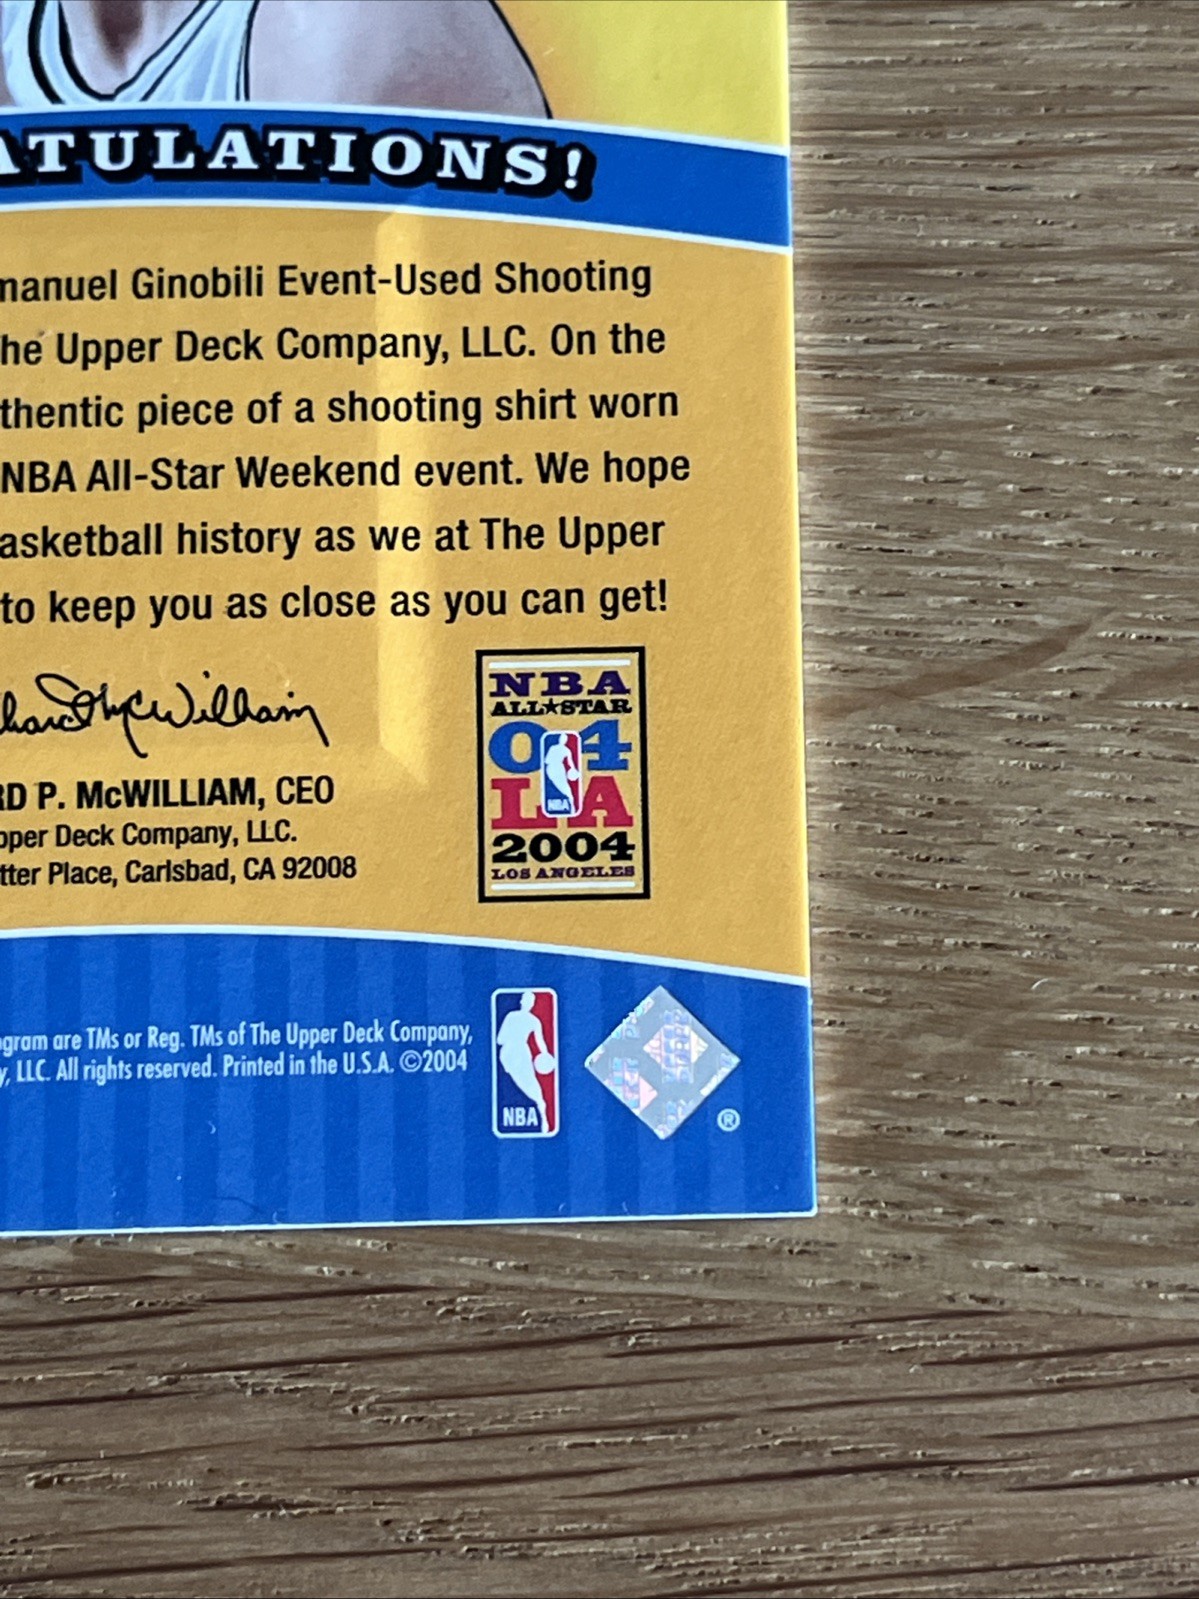 ATULATIONS!
manuel Ginobili Event-Used Shooting
he Upper Deck Company, LLC. On the
thentic piece of a shooting shirt worn
NBA All-Star Weekend event. We hope
asketball history as we at The Upper
to keep you as close as you can get!
NBA
ALL★STAR
04
NBA
LA
2004
LOS ANGELES
hard P. McWilliam
RD P. McWILLIAM, CEO
pper Deck Company, LLC.
tter Place, Carlsbad, CA 92008
gram are TMs or Reg. TMs of The Upper Deck Company,
y, LLC. All rights reserved. Printed in the U.S.A. ©2004
NBA
®